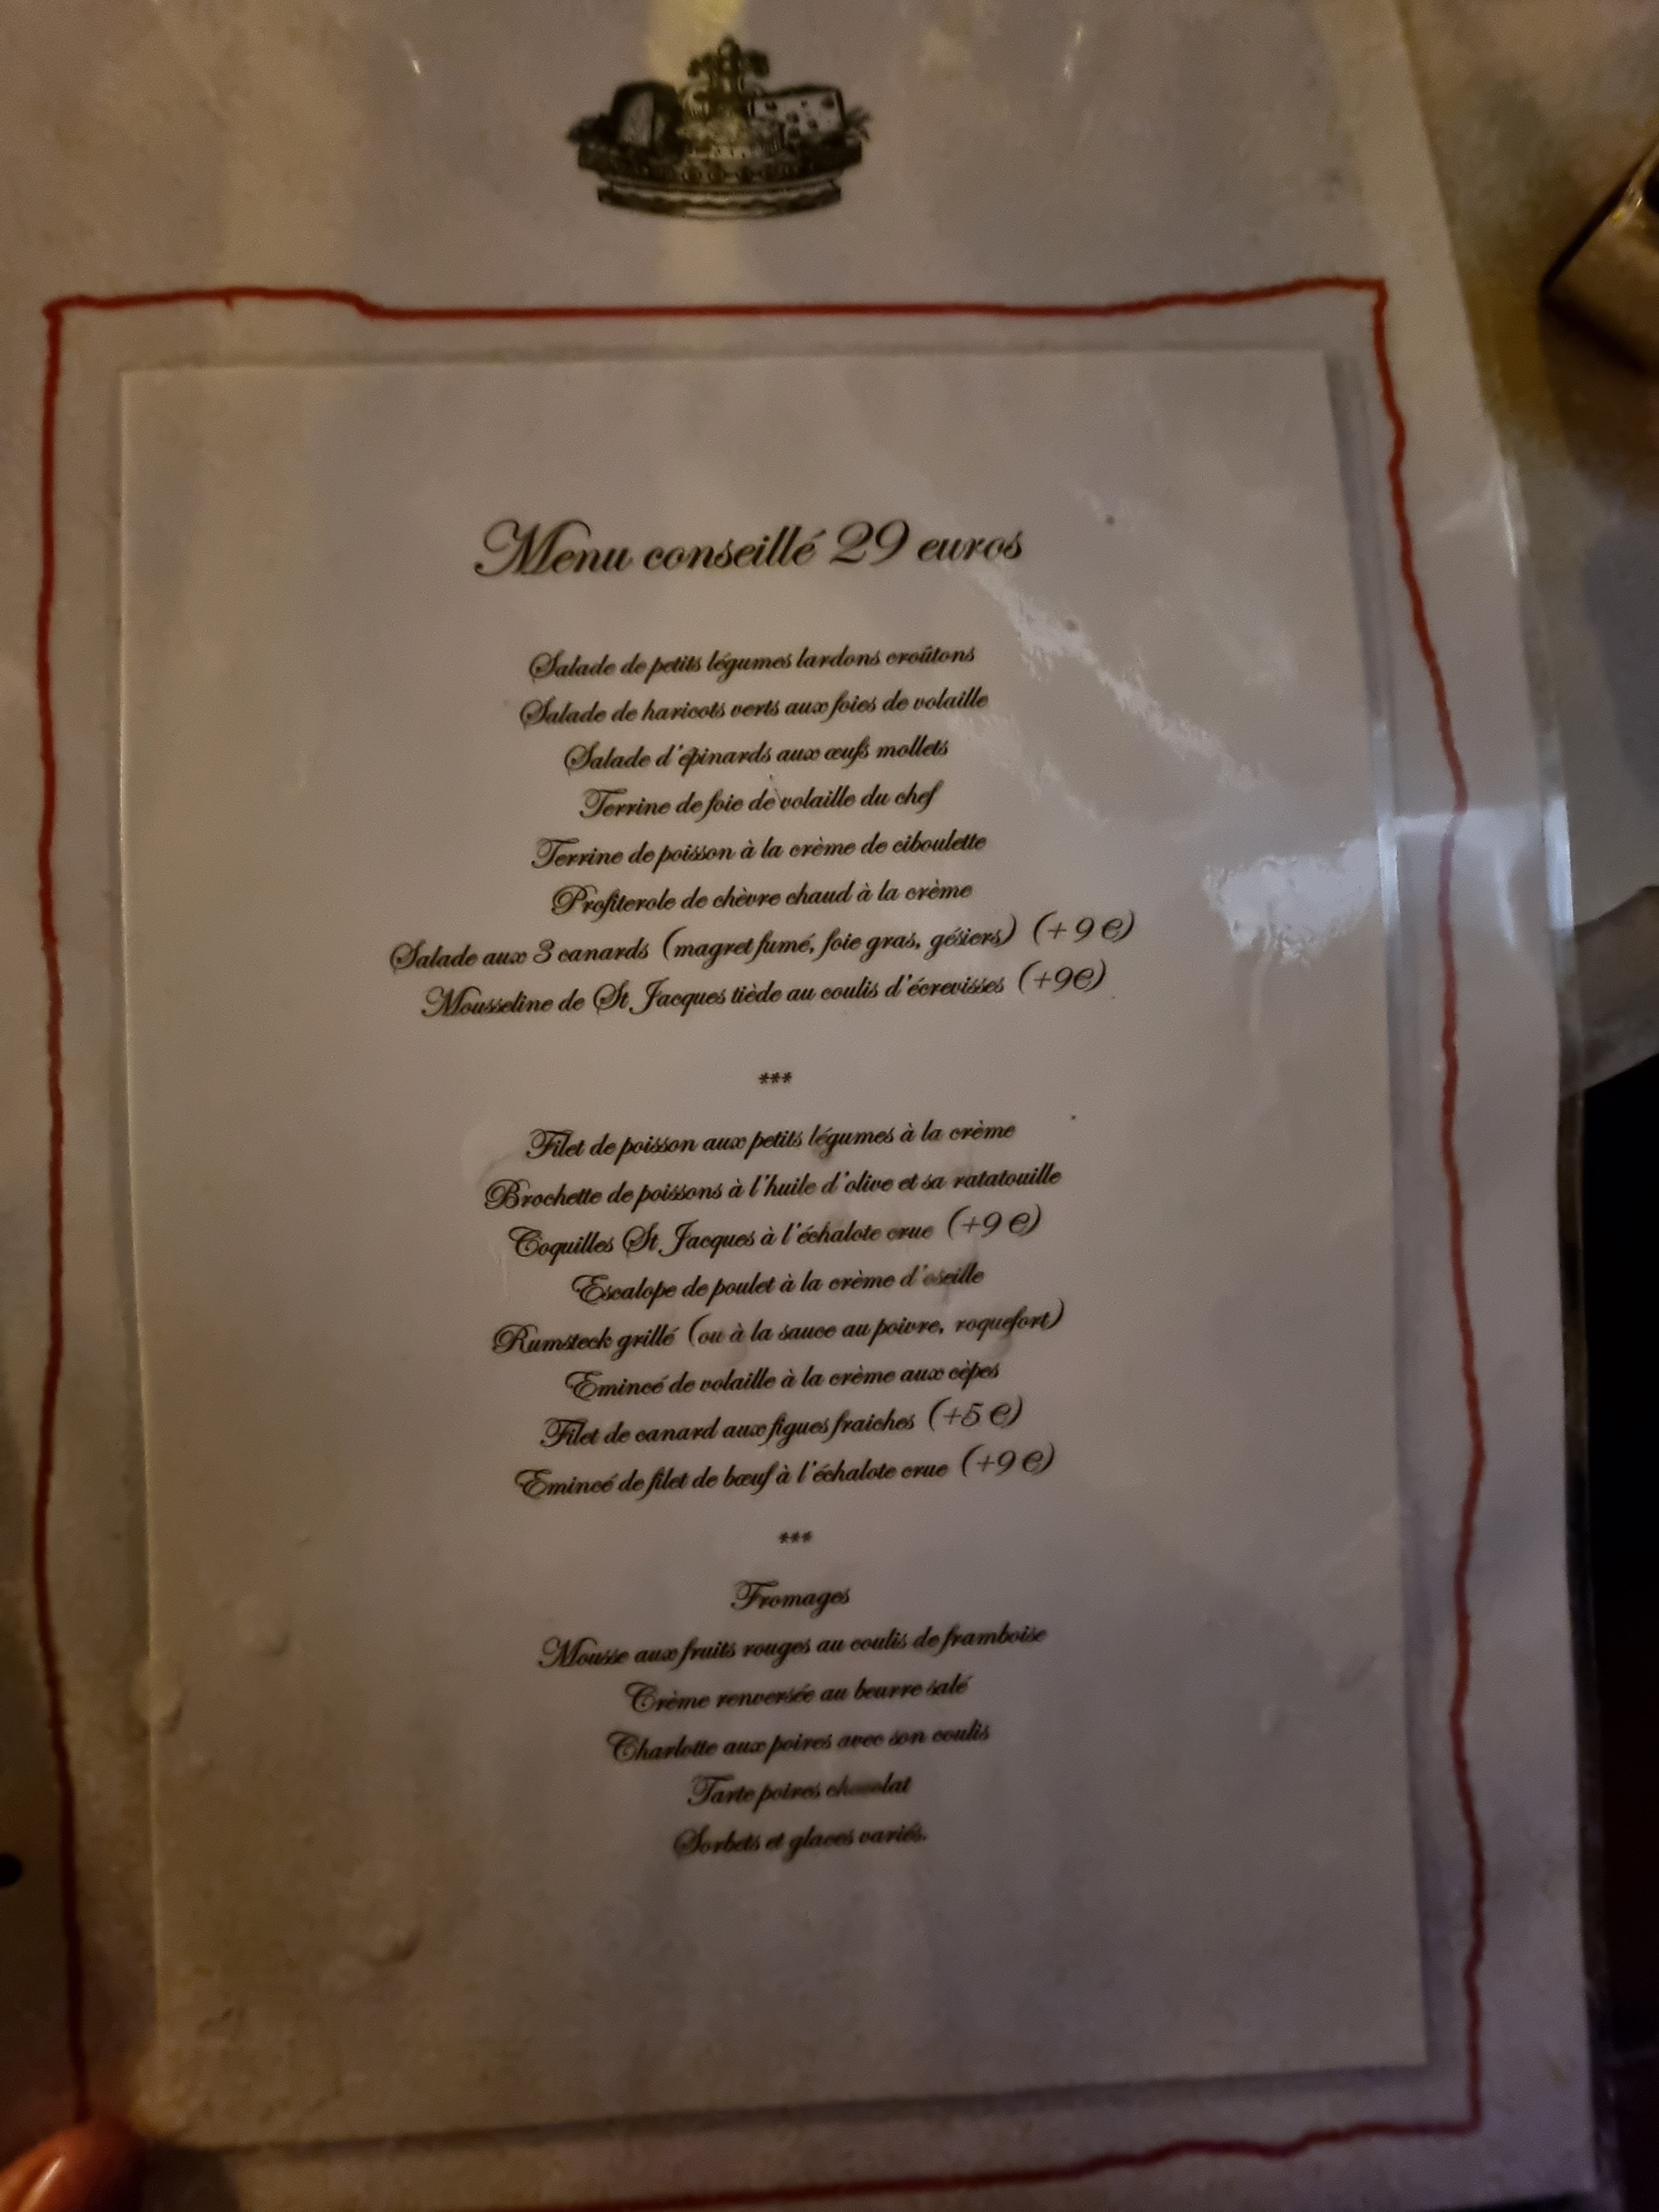 Menu conseillé 29 euros
Salade de petits légumes lardons croûtons
Salade de haricots verts aux foies de volaille
Salade d'épinards aux œufs mollets
Terrine de foie de volaille du chef
Terrine de poisson à la crème de ciboulette
Profiterole de chèvre chaud à la crème
Salade aux 3 canards (magret fumé, foie gras, gésiers) (+9 €)
Mousseline de St Jacques tiède au coulis d'écrevisses (+9€)
***
Filet de poisson aux petits légumes à la crème
Brochette de poissons à l'huile d'olive et sa ratatouille
Coquilles St Jacques à l'échalote crue (+9 €)
Escalope de poulet à la crème d'oseille
Rumsteck grillé (ou à la sauce au poivre, roquefort)
Emincé de volaille à la crème aux cèpes
Filet de canard aux figues fraiches (+5 €)
Emincé de filet de bœuf à l'échalote crue (+9 €)
***
Fromages
Mousse aux fruits rouges au coulis de framboise
Crème renversée au beurre salé
Charlotte aux poires avec son coulis
Tarte poires chocolat
Sorbets et glaces variés.